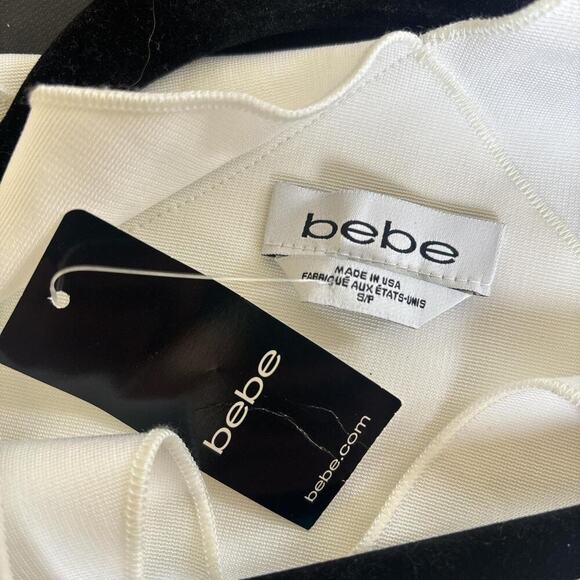 bebe
MADE IN USA
FABRIQUÉ AUX ÉTATS-UNIS
S/P
bebe
bebe.com